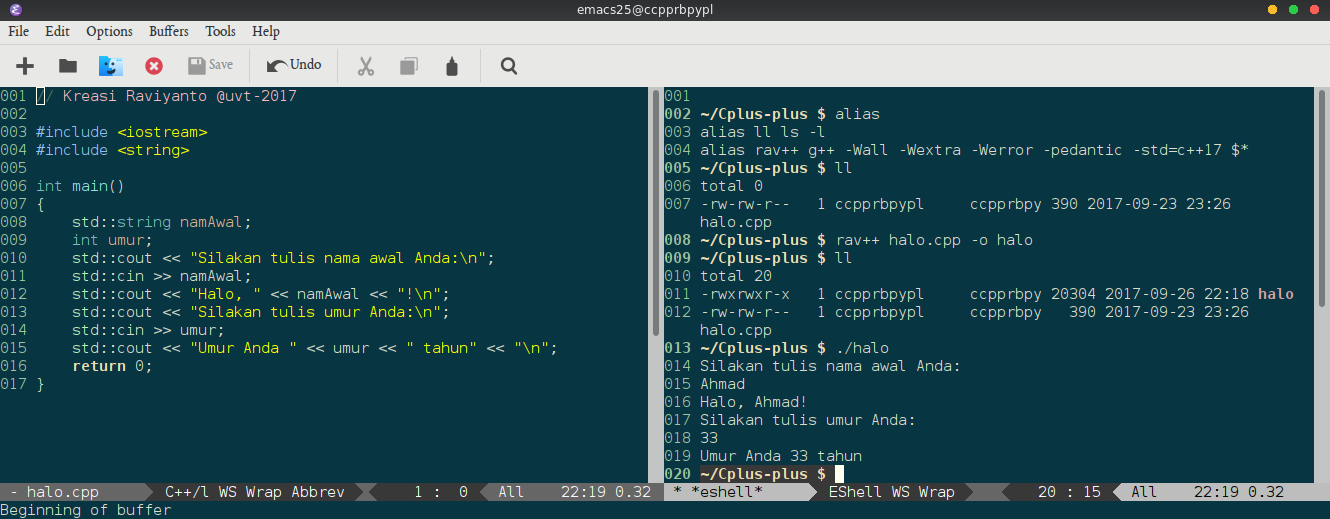 emacs25@ccpprbpypl
File Edit Options Buffers Tools Help
Save Undo
001 // Kreasi Raviyanto @uvt-2017
002
003 #include <iostream>
004 #include <string>
005
006 int main()
007 {
008     std::string namAwal;
009     int umur;
010     std::cout << "Silakan tulis nama awal Anda:\n";
011     std::cin >> namAwal;
012     std::cout << "Halo, " << namAwal << "!\n";
013     std::cout << "Silakan tulis umur Anda:\n";
014     std::cin >> umur;
015     std::cout << "Umur Anda " << umur << " tahun" << "\n";
016     return 0;
017 }
- halo.cpp C++/l WS Wrap Abbrev 1 : 0 All 22:19 0.32
001
002 ~/Cplus-plus $ alias
003 alias ll ls -l
004 alias rav++ g++ -Wall -Wextra -Werror -pedantic -std=c++17 $*
005 ~/Cplus-plus $ ll
006 total 0
007 -rw-rw-r--   1 ccpprbpypl     ccpprbpy 390 2017-09-23 23:26
halo.cpp
008 ~/Cplus-plus $ rav++ halo.cpp -o halo
009 ~/Cplus-plus $ ll
010 total 20
011 -rwxrwxr-x   1 ccpprbpypl     ccpprbpy 20304 2017-09-26 22:18 halo
012 -rw-rw-r--   1 ccpprbpypl     ccpprbpy   390 2017-09-23 23:26
halo.cpp
013 ~/Cplus-plus $ ./halo
014 Silakan tulis nama awal Anda:
015 Ahmad
016 Halo, Ahmad!
017 Silakan tulis umur Anda:
018 33
019 Umur Anda 33 tahun
020 ~/Cplus-plus $
* *eshell* EShell WS Wrap 20 : 15 All 22:19 0.32
Beginning of buffer